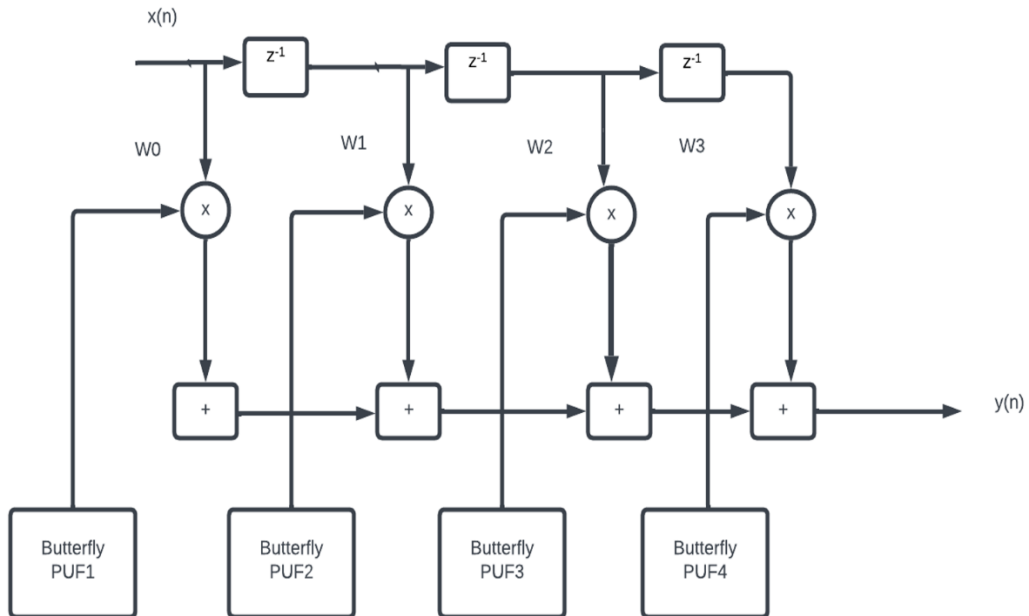 x(n)
z-1
z-1
z-1
W0
W1
W2
W3
x
x
x
x
+
+
+
+
y(n)
Butterfly
PUF1
Butterfly
PUF2
Butterfly
PUF3
Butterfly
PUF4